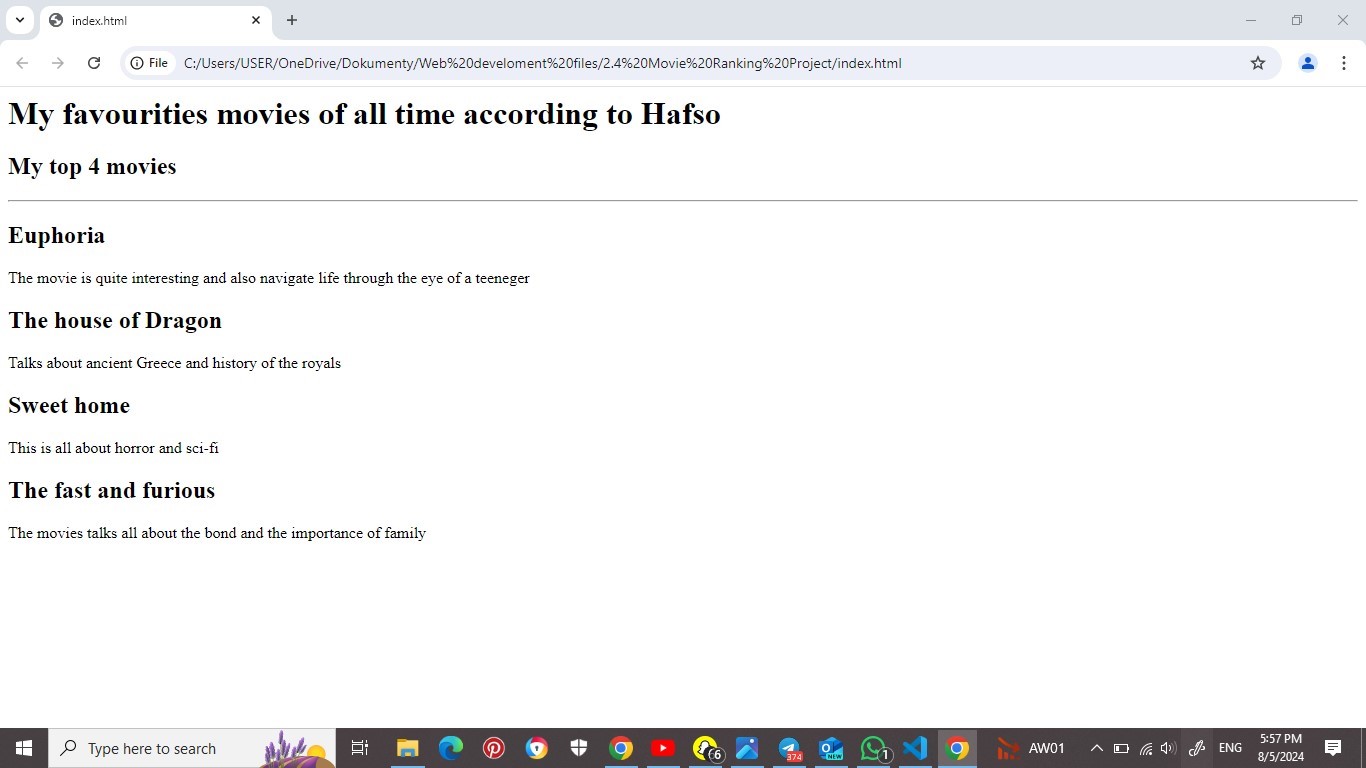 index.html
File
C:/Users/USER/OneDrive/Dokumenty/Web%20develoment%20files/2.4%20Movie%20Ranking%20Project/index.html
My favourities movies of all time according to Hafso
My top 4 movies
Euphoria
The movie is quite interesting and also navigate life through the eye of a teeneger
The house of Dragon
Talks about ancient Greece and history of the royals
Sweet home
This is all about horror and sci-fi
The fast and furious
The movies talks all about the bond and the importance of family
Type here to search
6
374
NEW
1
AW01
ENG
5:57 PM
8/5/2024